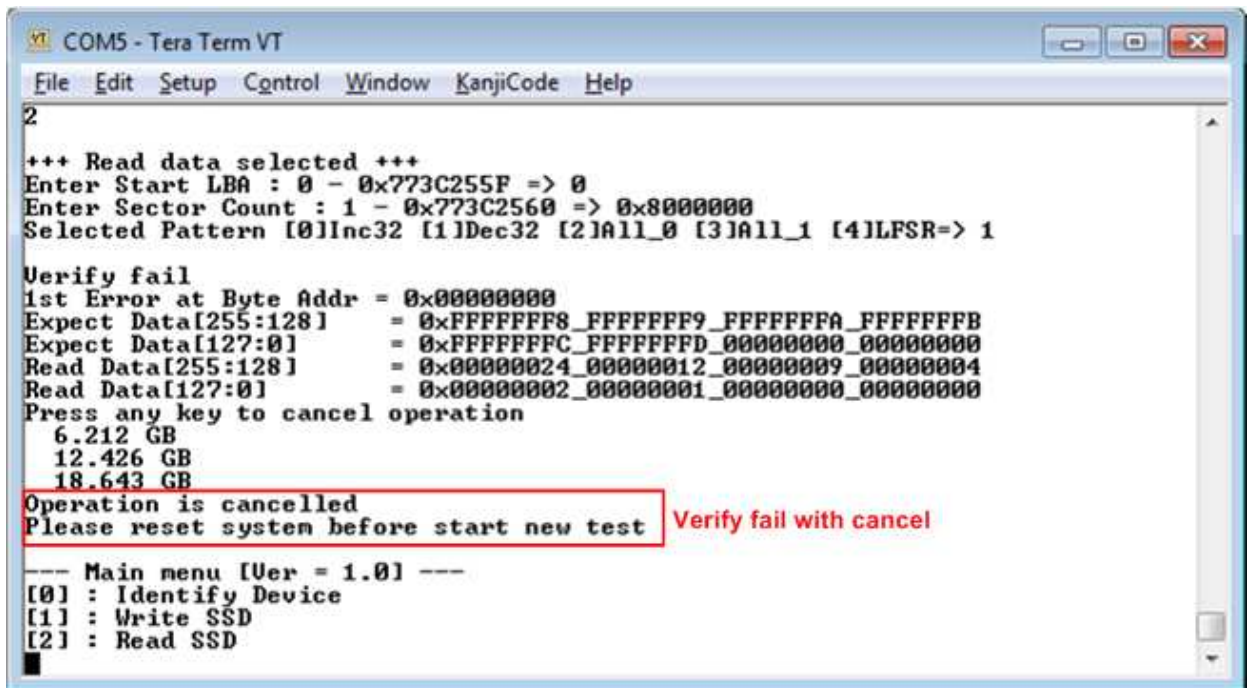 COM5 - Tera Term VT
File Edit Setup Control Window KanjiCode Help
2
+++ Read data selected +++
Enter Start LBA : 0 - 0x773C255F => 0
Enter Sector Count : 1 - 0x773C2560 => 0x8000000
Selected Pattern [0]Inc32 [1]Dec32 [2]All_0 [3]All_1 [4]LFSR=> 1
Verify fail
1st Error at Byte Addr = 0x00000000
Expect Data[255:128] = 0xFFFFFFF8_FFFFFFF9_FFFFFFFA_FFFFFFFB
Expect Data[127:0] = 0xFFFFFFFC_FFFFFFFD_00000000_00000000
Read Data[255:128] = 0x00000024_00000012_00000009_00000004
Read Data[127:0] = 0x00000002_00000001_00000000_00000000
Press any key to cancel operation
6.212 GB
12.426 GB
18.643 GB
Operation is cancelled
Please reset system before start new test
Verify fail with cancel
--- Main menu [Ver = 1.0] ---
[0] : Identify Device
[1] : Write SSD
[2] : Read SSD